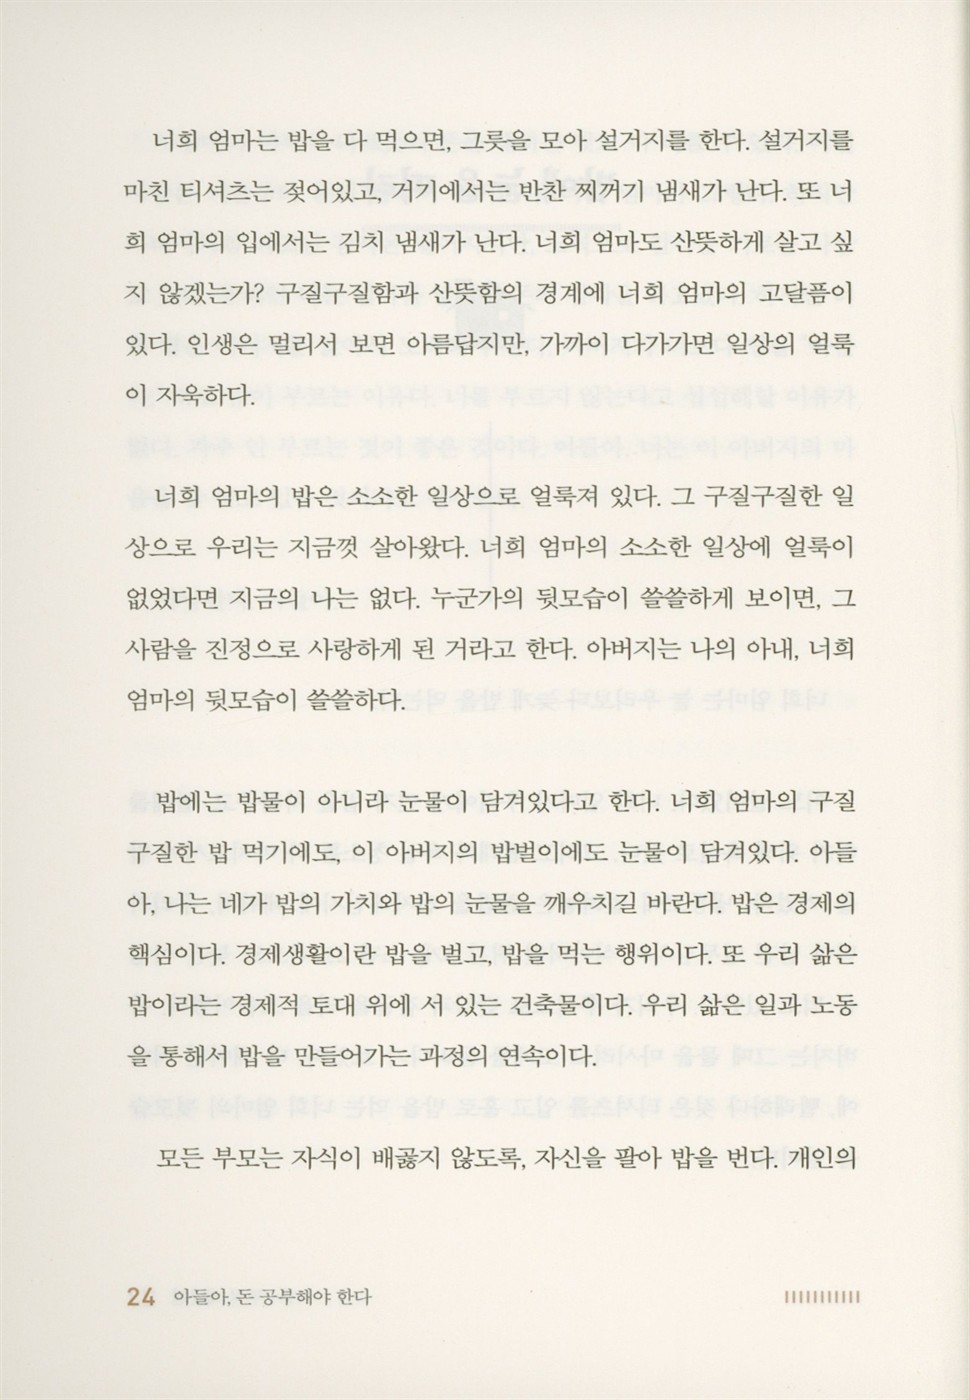 너희 엄마는 밥을 다 먹으면, 그릇을 모아 설거지를 한다. 설거지를
마친 티셔츠는 젖어있고, 거기에서는 반찬 찌꺼기 냄새가 난다. 또 너
희 엄마의 입에서는 김치 냄새가 난다. 너희 엄마도 산뜻하게 살고 싶
지 않겠는가? 구질구질함과 산뜻함의 경계에 너희 엄마의 고달픔이
있다. 인생은 멀리서 보면 아름답지만, 가까이 다가가면 일상의 얼룩
이 자욱하다.
너희 엄마의 밥은 소소한 일상으로 얼룩져 있다. 그 구질구질한 일
상으로 우리는 지금껏 살아왔다. 너희 엄마의 소소한 일상에 얼룩이
없었다면 지금의 나는 없다. 누군가의 뒷모습이 쓸쓸하게 보이면, 그
사람을 진정으로 사랑하게 된 거라고 한다. 아버지는 나의 아내, 너희
엄마의 뒷모습이 쓸쓸하다.
밥에는 밥물이 아니라 눈물이 담겨있다고 한다. 너희 엄마의 구질
구질한 밥 먹기에도, 이 아버지의 밥벌이에도 눈물이 담겨있다. 아들
아, 나는 네가 밥의 가치와 밥의 눈물을 깨우치길 바란다. 밥은 경제의
핵심이다. 경제생활이란 밥을 벌고, 밥을 먹는 행위이다. 또 우리 삶은
밥이라는 경제적 토대 위에 서 있는 건축물이다. 우리 삶은 일과 노동
을 통해서 밥을 만들어가는 과정의 연속이다.
모든 부모는 자식이 배곯지 않도록, 자신을 팔아 밥을 번다. 개인의
24 아들아, 돈 공부해야 한다